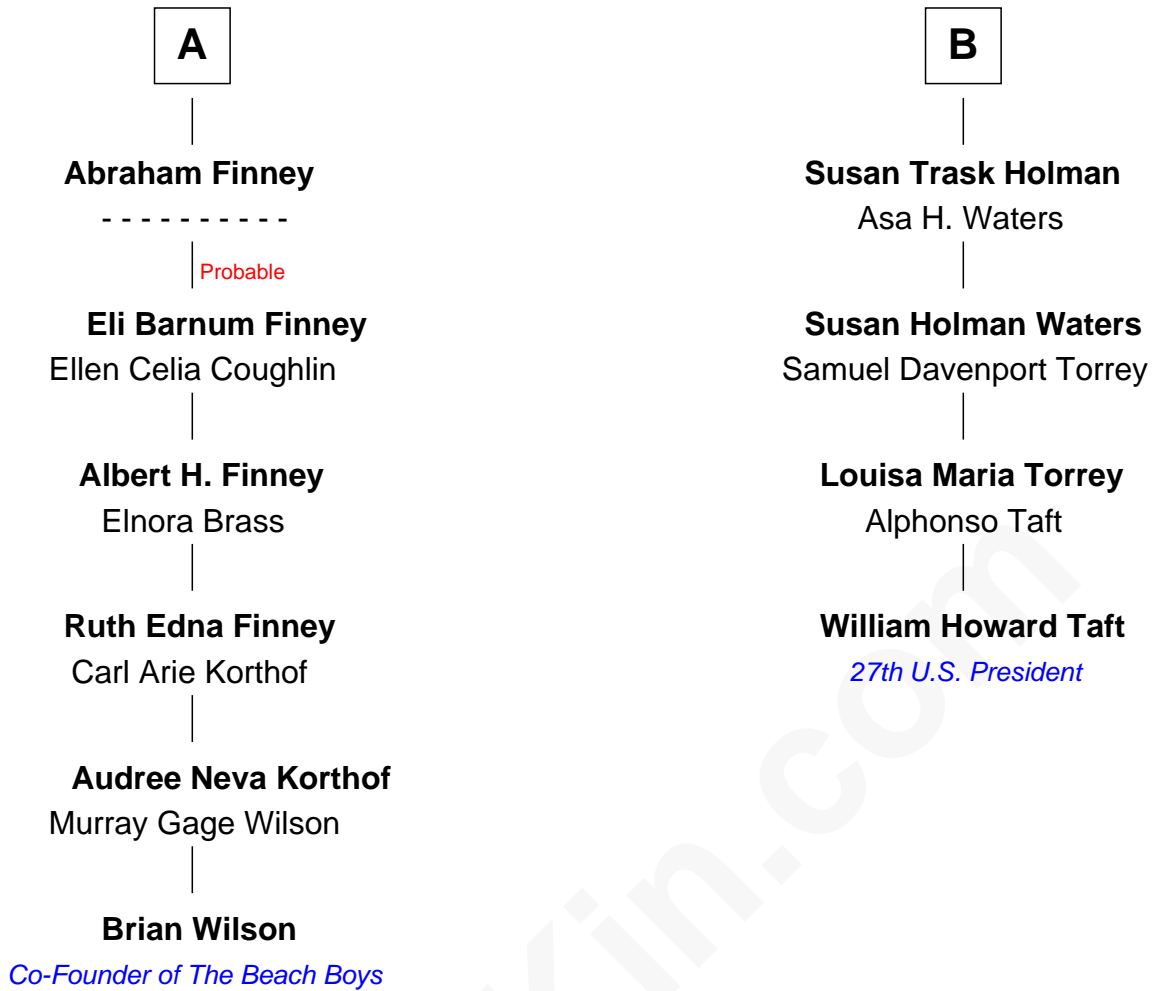 A
Abraham Finney
- - - - - - - - - -
Probable
Eli Barnum Finney
Ellen Celia Coughlin
Albert H. Finney
Elnora Brass
Ruth Edna Finney
Carl Arie Korthof
Audree Neva Korthof
Murray Gage Wilson
Brian Wilson
Co-Founder of The Beach Boys
B
Susan Trask Holman
Asa H. Waters
Susan Holman Waters
Samuel Davenport Torrey
Louisa Maria Torrey
Alphonso Taft
William Howard Taft
27th U.S. President
Kin.com